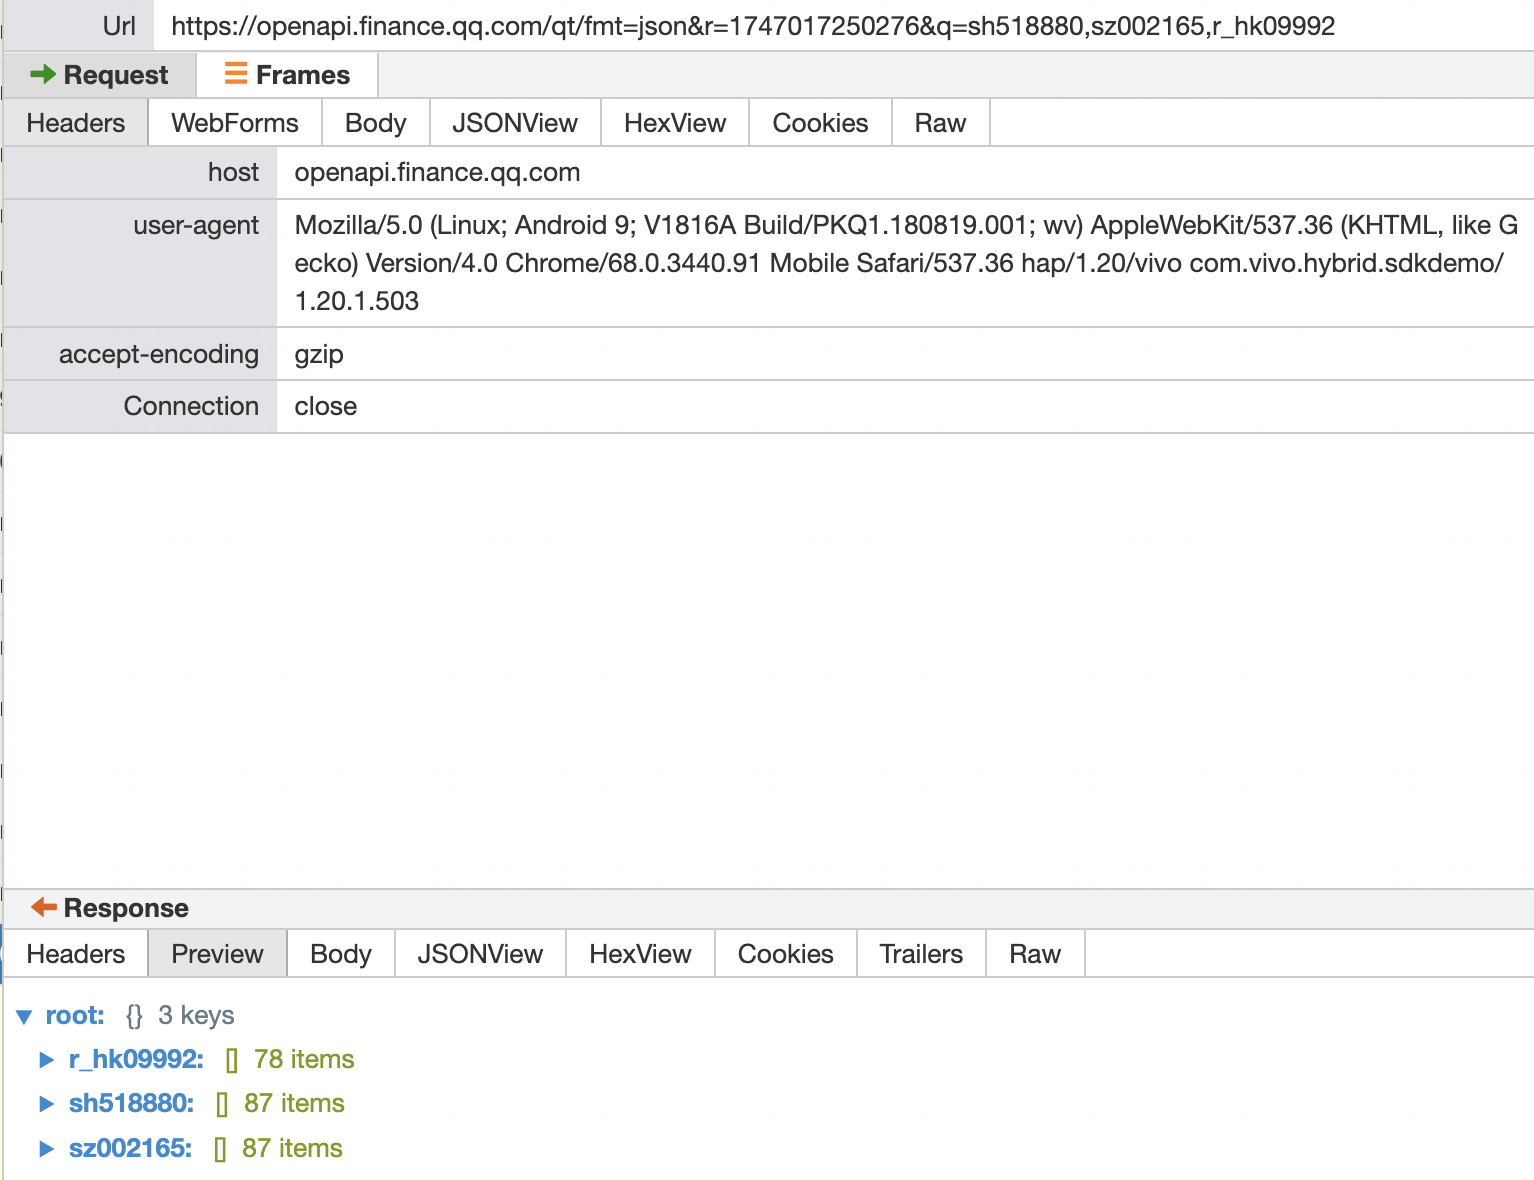 Url https://openapi.finance.qq.com/qt/fmt=json&r=1747017250276&q=sh518880,sz002165,r_hk09992
Request Frames
Headers WebForms Body JSONView HexView Cookies Raw
host openapi.finance.qq.com
user-agent Mozilla/5.0 (Linux; Android 9; V1816A Build/PKQ1.180819.001; wv) AppleWebKit/537.36 (KHTML, like G
ecko) Version/4.0 Chrome/68.0.3440.91 Mobile Safari/537.36 hap/1.20/vivo com.vivo.hybrid.sdkdemo/
1.20.1.503
accept-encoding gzip
Connection close
Response
Headers Preview Body JSONView HexView Cookies Trailers Raw
root: {} 3 keys
r_hk09992: [] 78 items
sh518880: [] 87 items
sz002165: [] 87 items